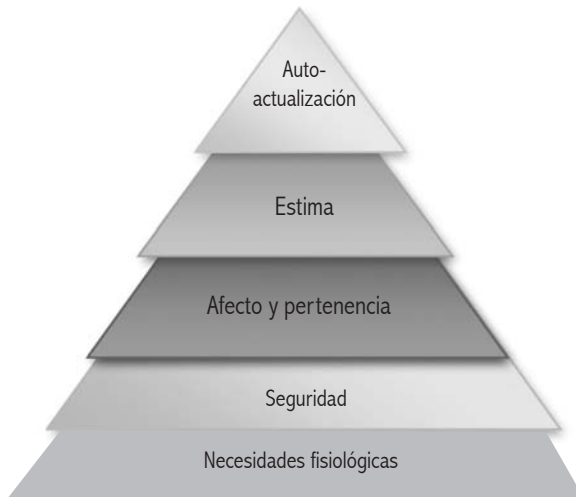 Auto-
actualización
Estima
Afecto y pertenencia
Seguridad
Necesidades fisiológicas